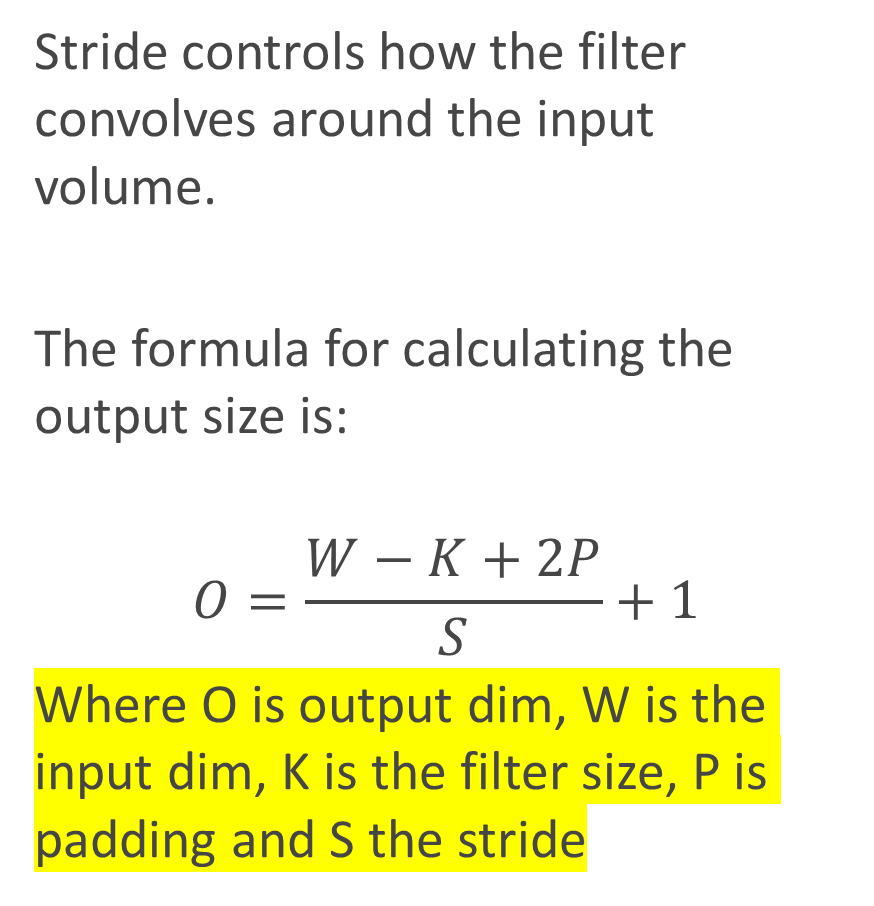 Stride controls how the filter
convolves around the input
volume.
The formula for calculating the
output size is:
O = \frac{W - K + 2P}{S} + 1
Where O is output dim, W is the
input dim, K is the filter size, P is
padding and S the stride